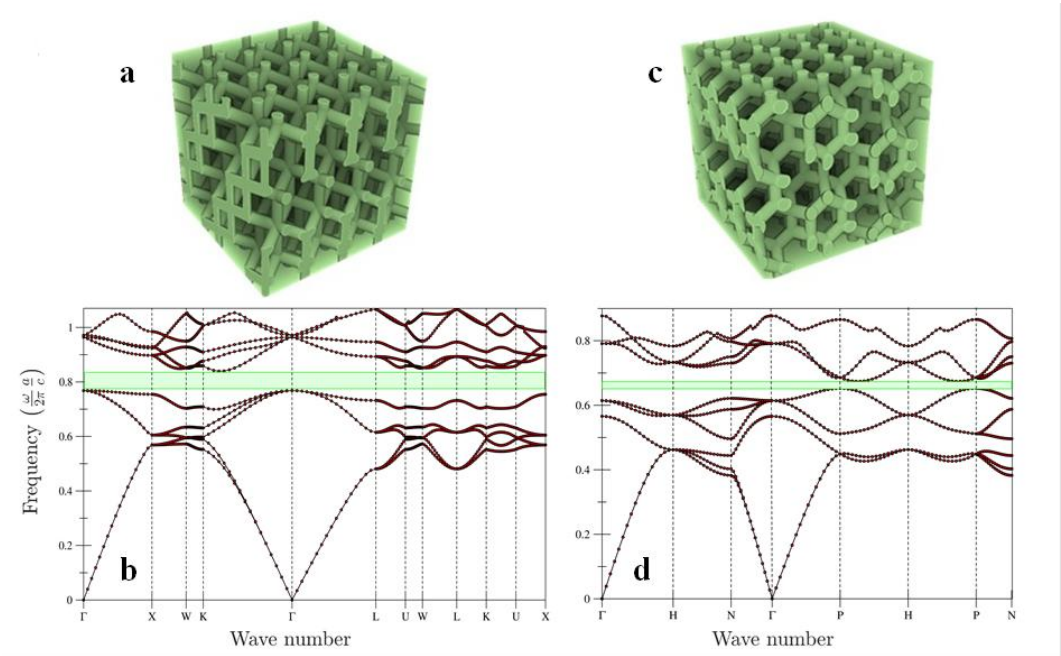 a
c
1
0.8
0.6
0.4
0.2
0
Frequency (ω a / 2π c)
b
Γ X W K Γ L U W L K U X
Wave number
0.8
0.6
0.4
0.2
0
d
Γ H N Γ P H P N
Wave number